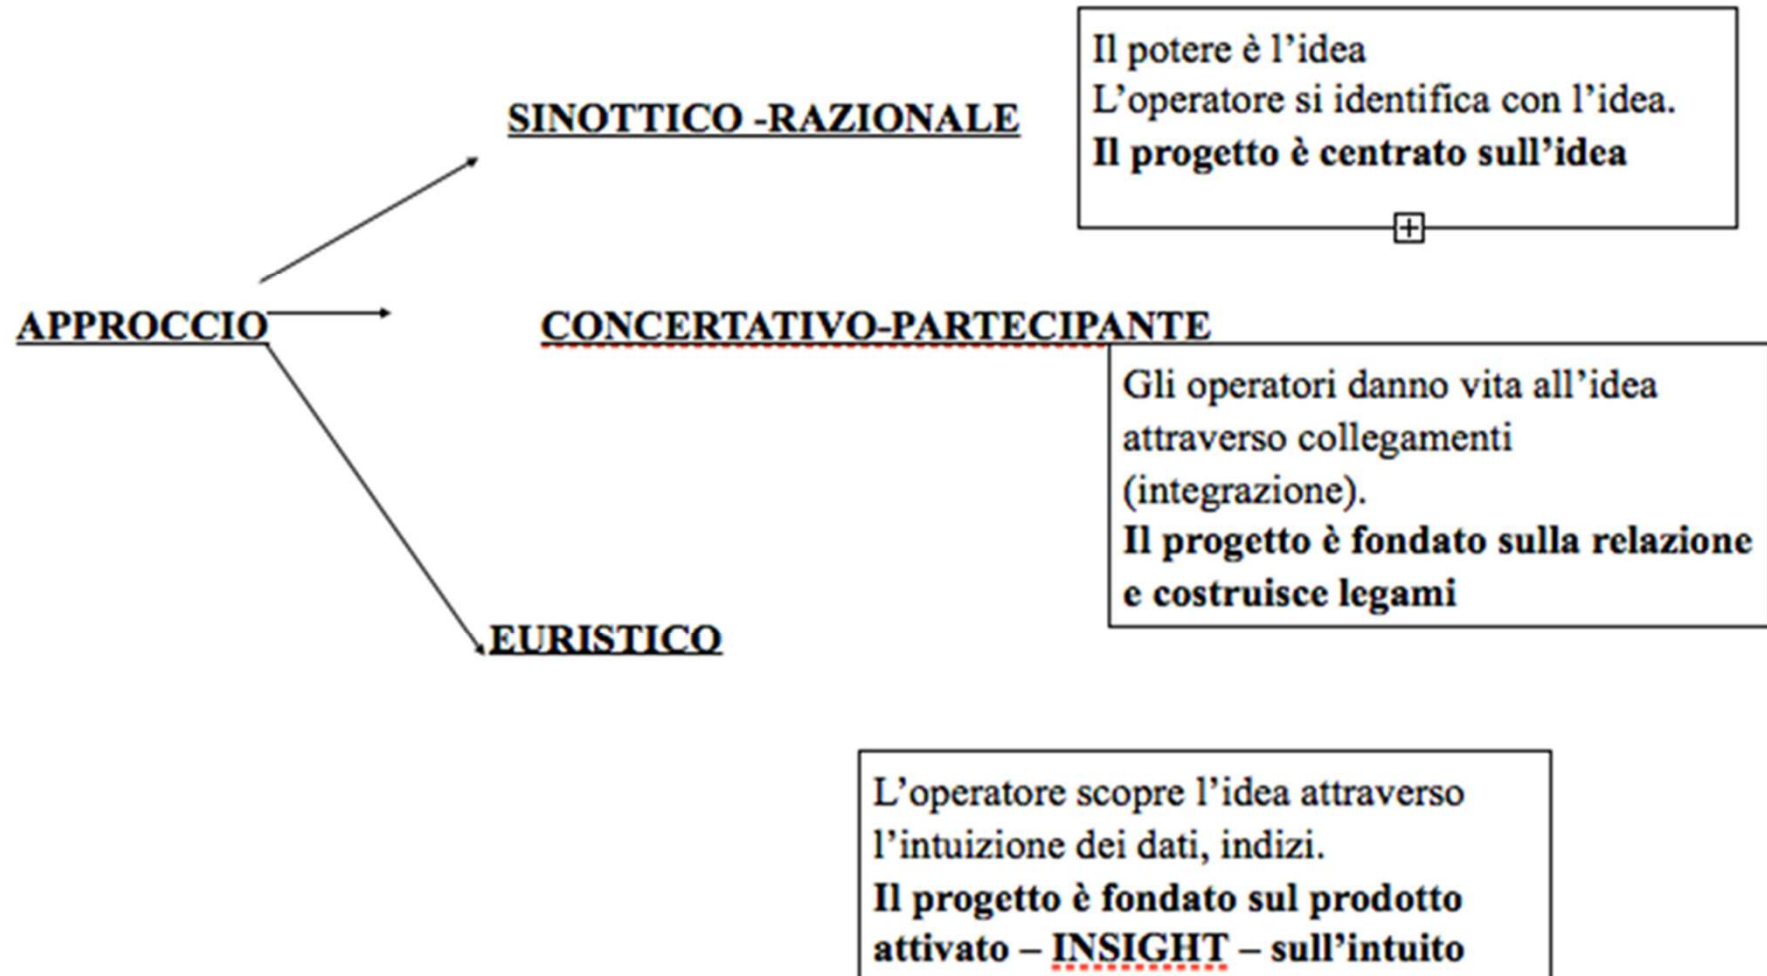 SINOTTICO -RAZIONALE
Il potere è l’idea
L’operatore si identifica con l’idea.
Il progetto è centrato sull’idea
APPROCCIO
CONCERTATIVO-PARTECIPANTE
Gli operatori danno vita all’idea
attraverso collegamenti
(integrazione).
Il progetto è fondato sulla relazione
e costruisce legami
EURISTICO
L’operatore scopre l’idea attraverso
l’intuizione dei dati, indizi.
Il progetto è fondato sul prodotto
attivato – INSIGHT – sull’intuito